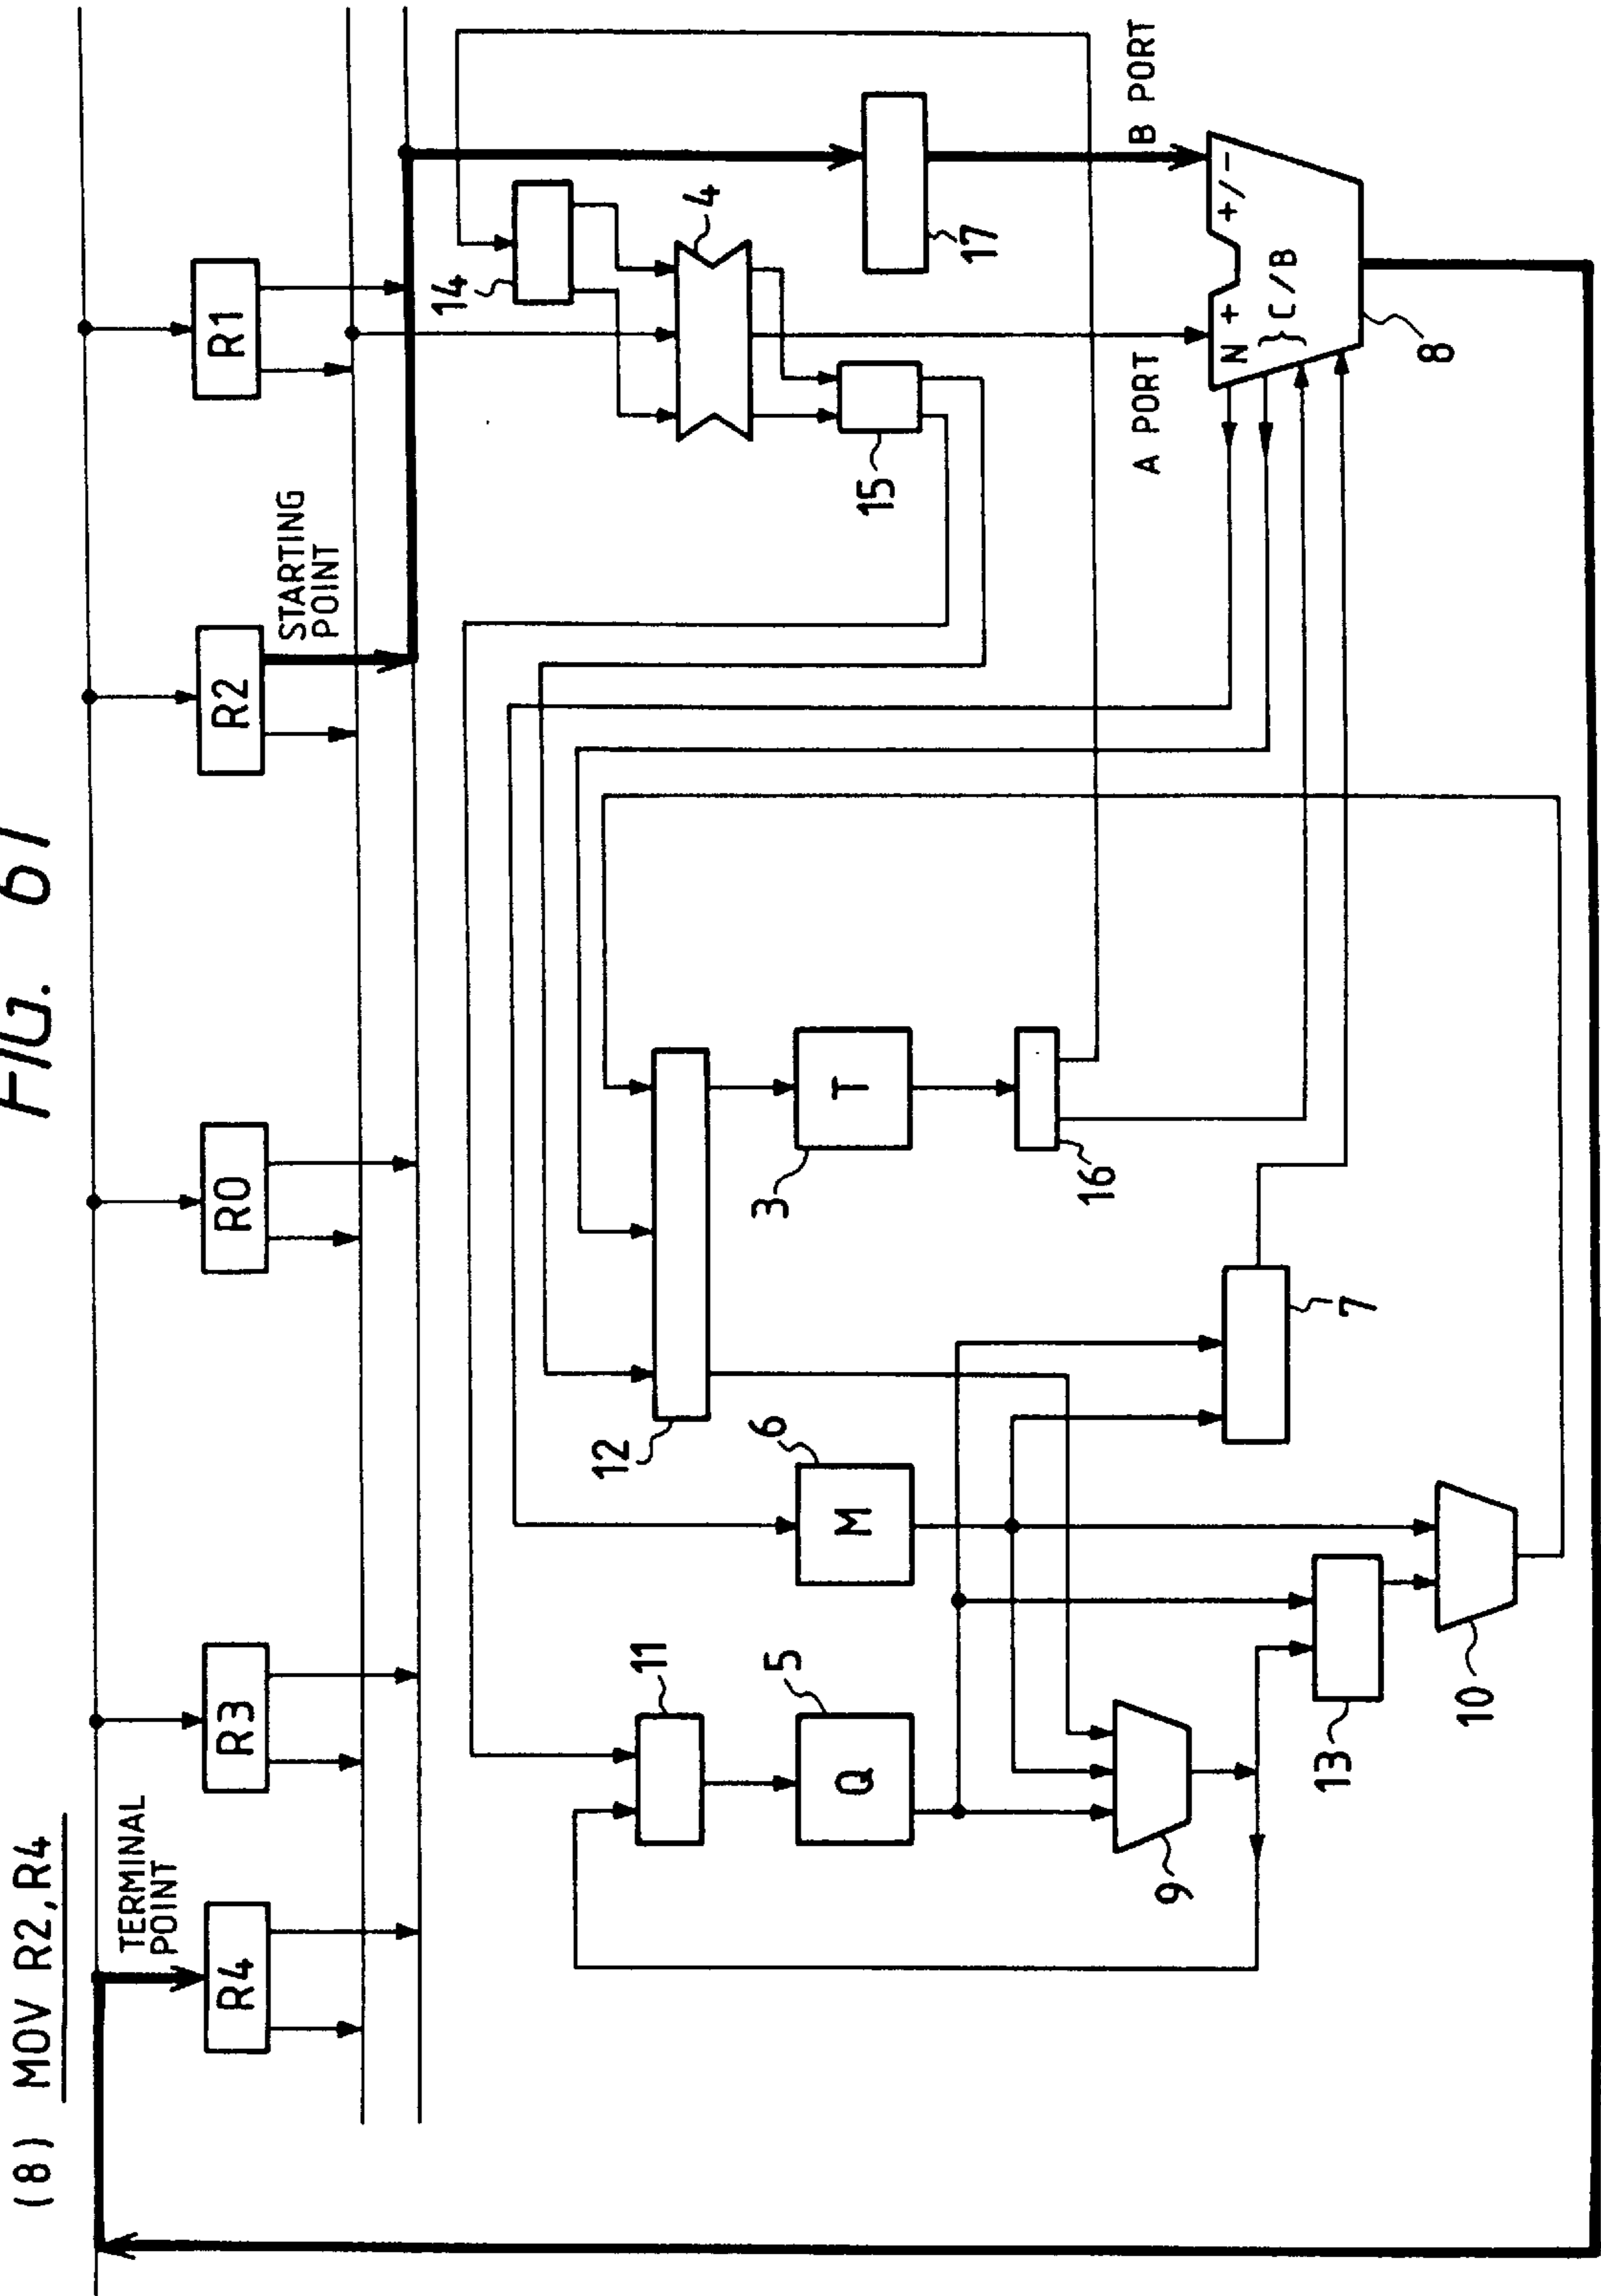 FIG. 61
(8) MOV R2,R4
TERMINAL
POINT
STARTING
POINT
R4
R3
R0
R2
R1
14
4
11
12
5
6
3
15
17
Q
M
T
16
A PORT
B PORT
9
13
7
N + +/-
} C/B
10
8